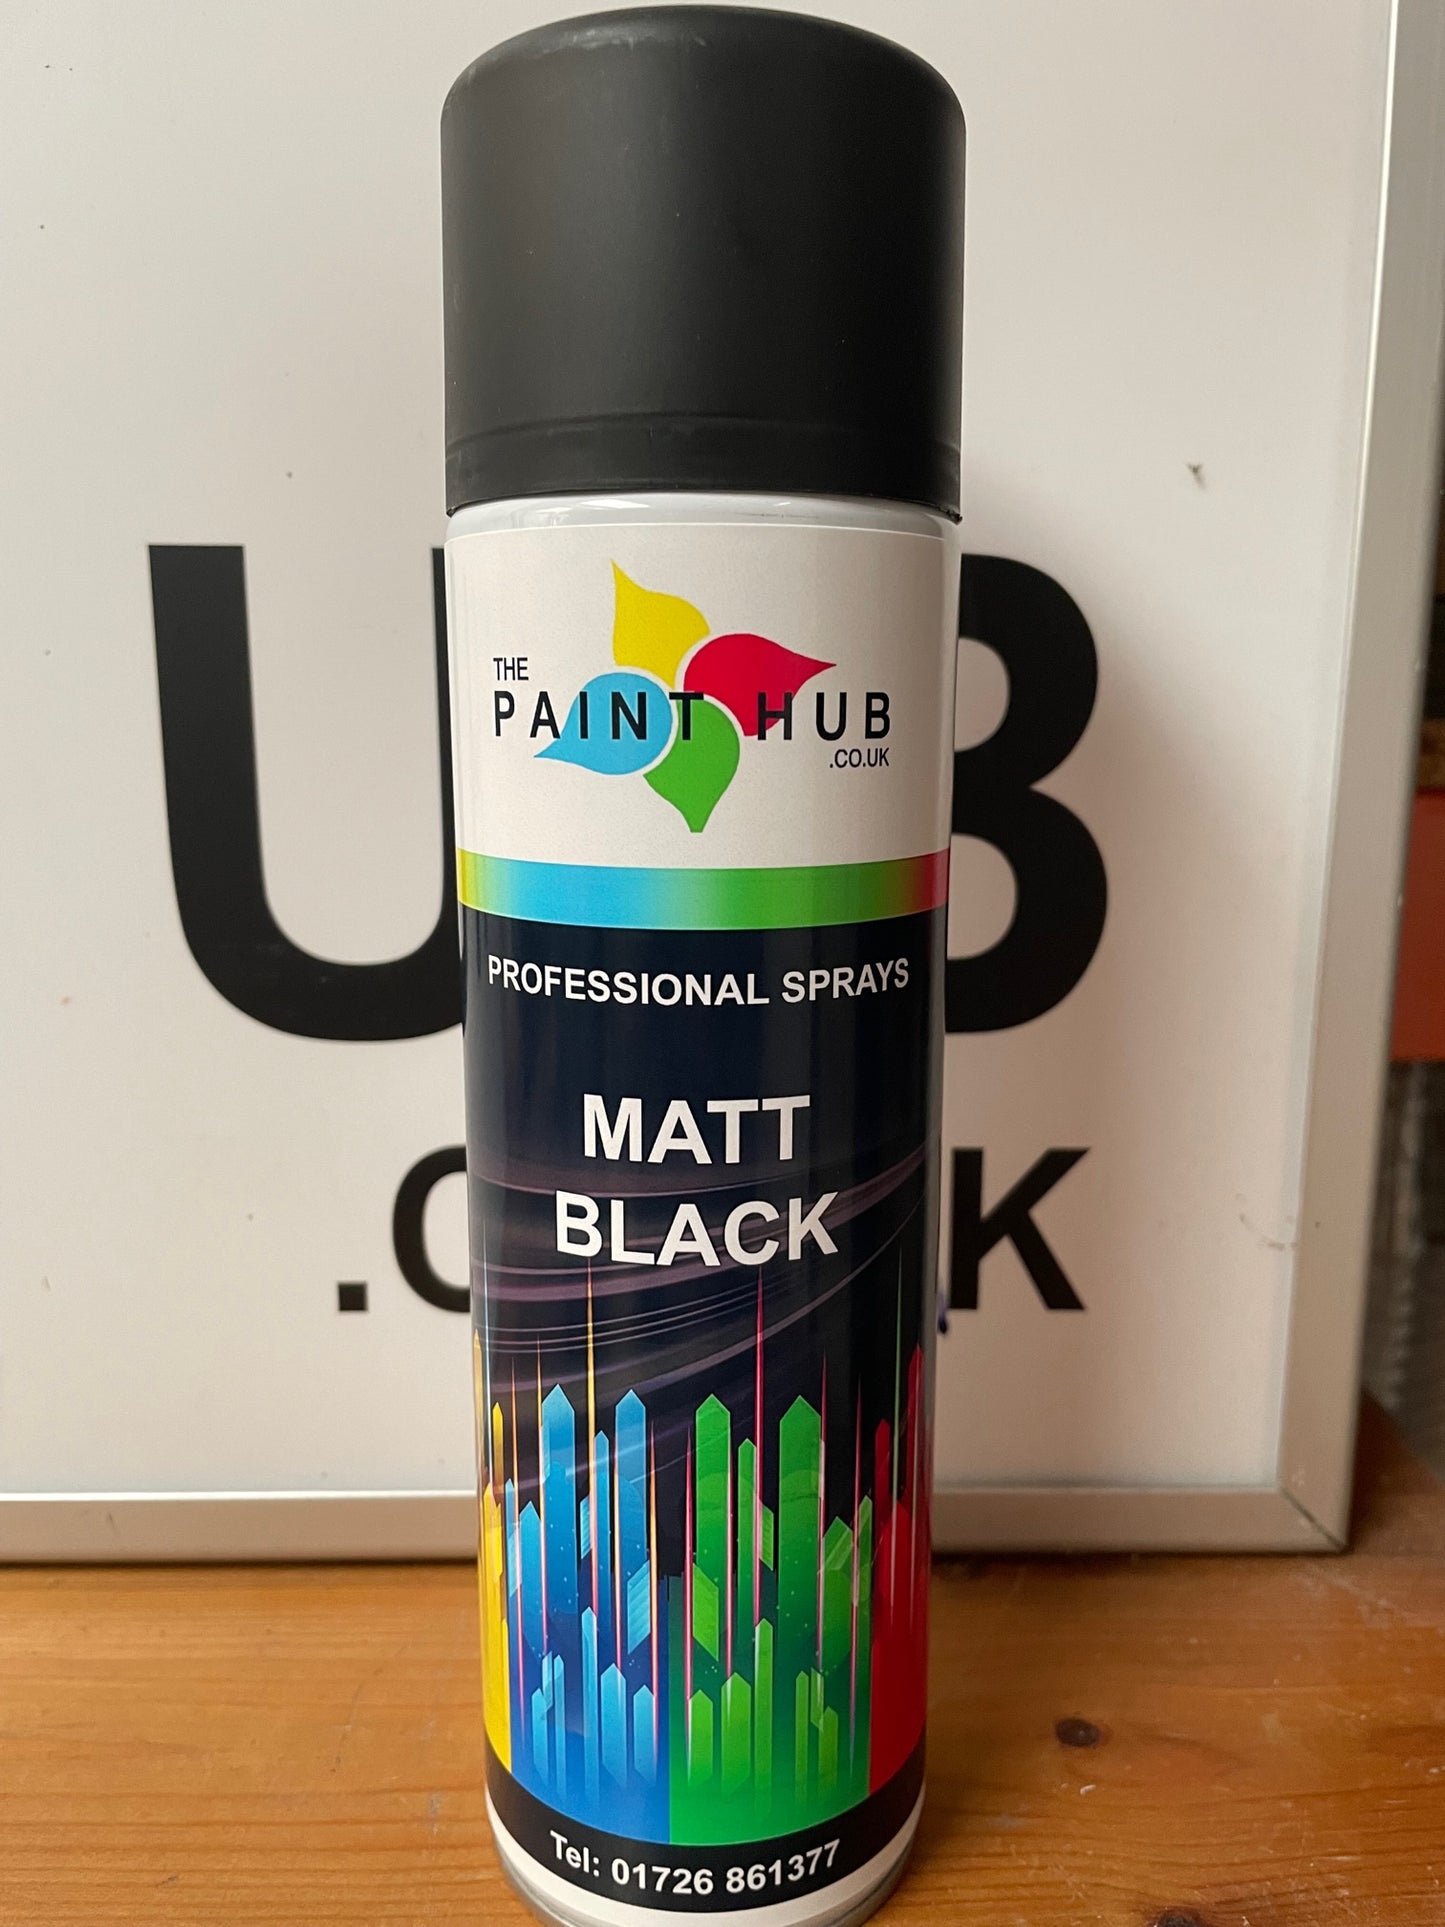 THE
PAINT HUB
.CO.UK
PROFESSIONAL SPRAYS
MATT
BLACK
Tel: 01726 861377